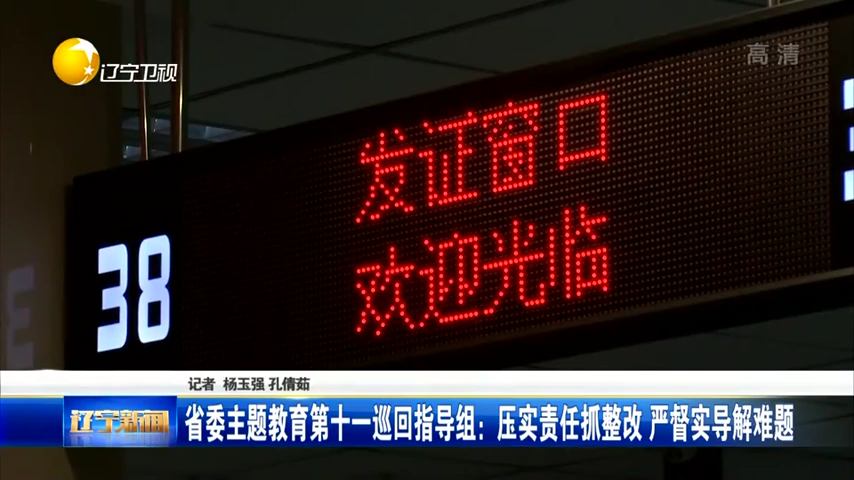 辽宁卫视
高清
发证窗口
欢迎光临
38
记者 杨玉强 孔倩茹
辽宁新闻
省委主题教育第十一巡回指导组：压实责任抓整改 严督实导解难题